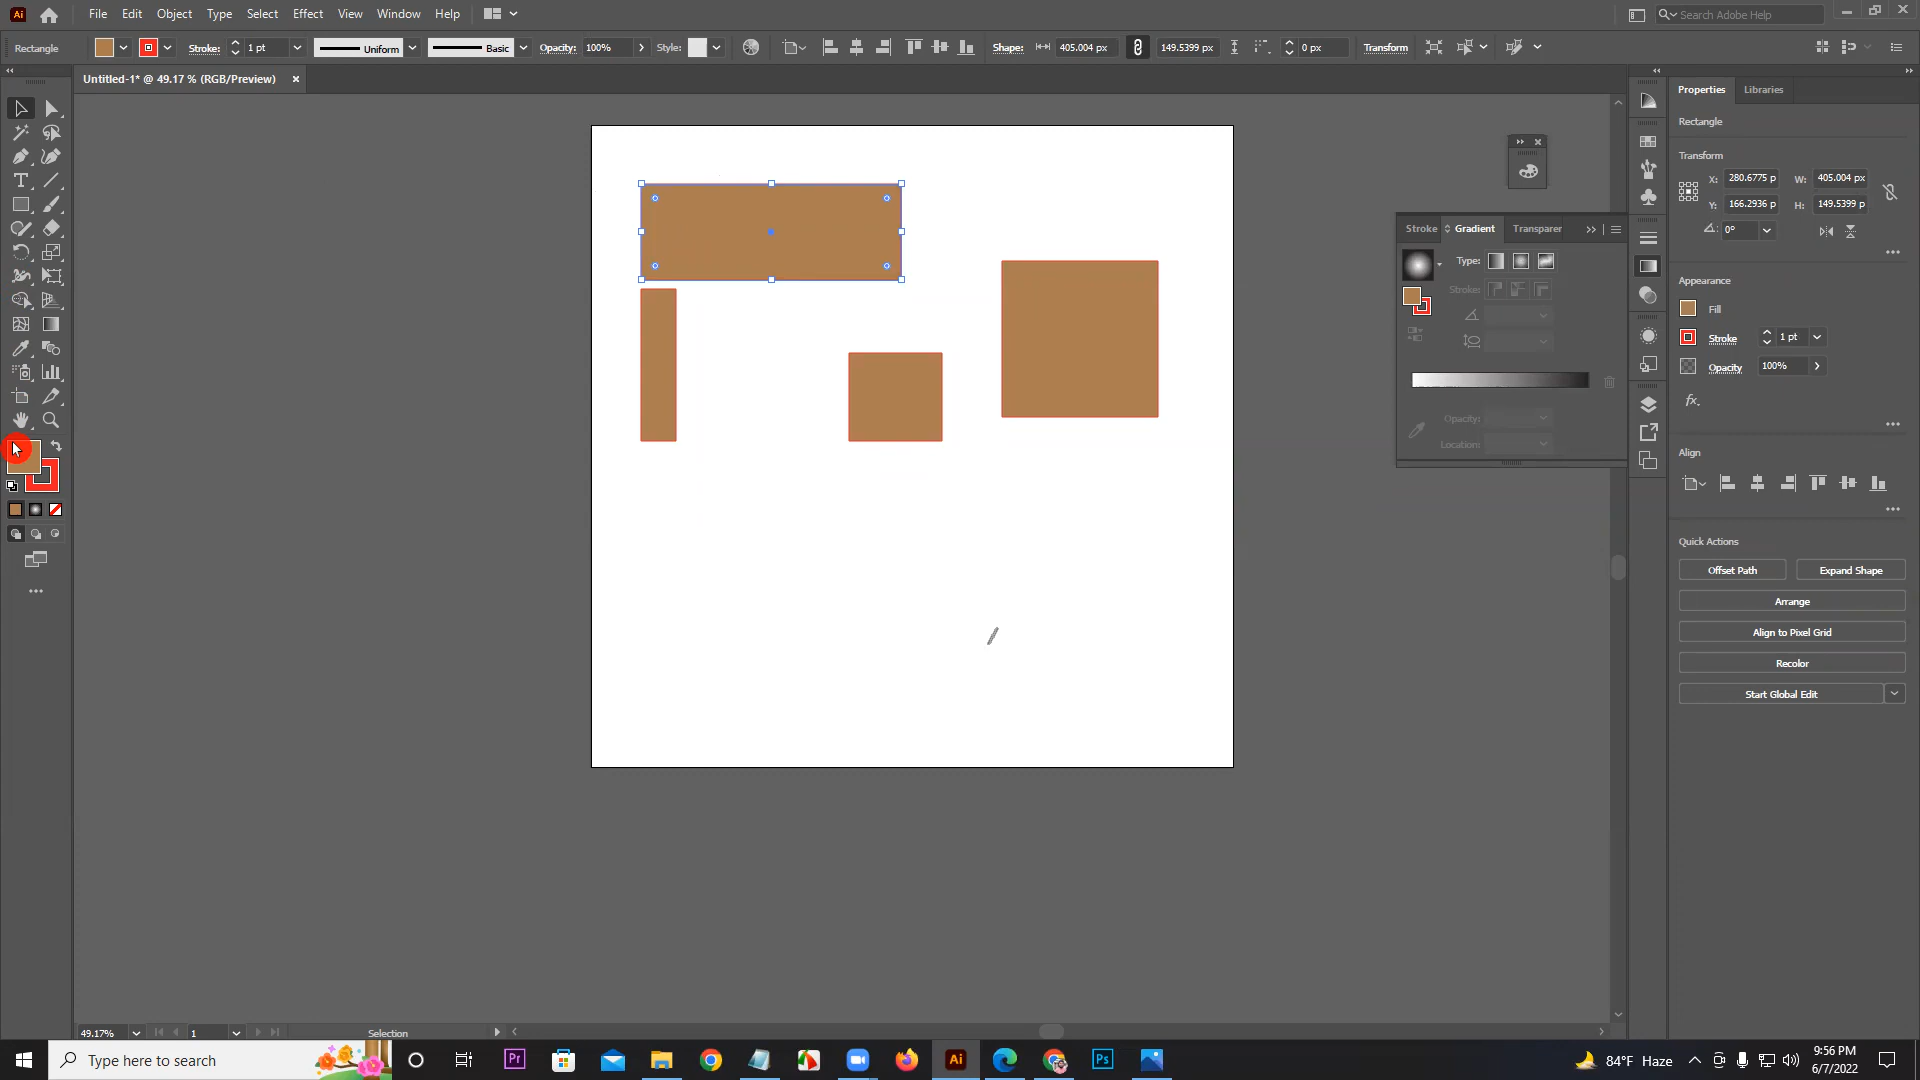 Ai File Edit Object Type Select Effect View Window Help Search Adobe Help
Rectangle Stroke: 1 pt Uniform Basic Opacity: 100% Style: Shape: 405.004 px 149.5399 px 0 px Transform
Untitled-1* @ 49.17 % (RGB/Preview)
Properties Libraries
Rectangle
Transform
X: 280.6775 p W: 405.004 px
Y: 166.2936 p H: 149.5399 p
0°
Stroke Gradient Transparer
Type:
Stroke:
Opacity:
Location:
Appearance
Fill
Stroke 1 pt
Opacity 100%
fx
Align
Quick Actions
Offset Path Expand Shape
Arrange
Align to Pixel Grid
Recolor
Start Global Edit
49.17% 1 Selection
Type here to search Pr Ai Ps 84°F Haze 9:56 PM
6/7/2022